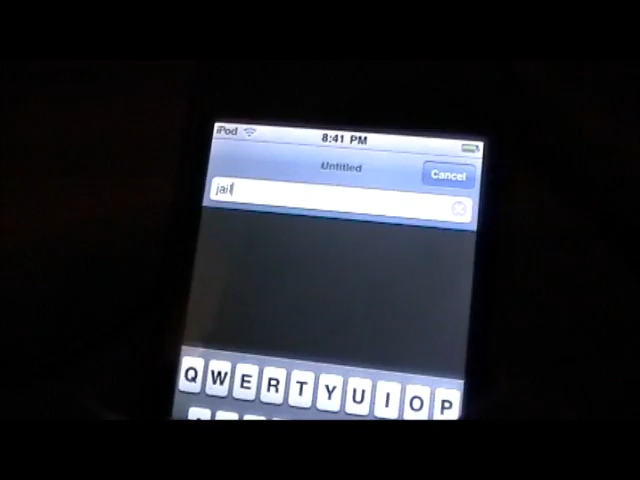 iPod 8:41 PM
Untitled
Cancel
jail
Q W E R T Y U I O P